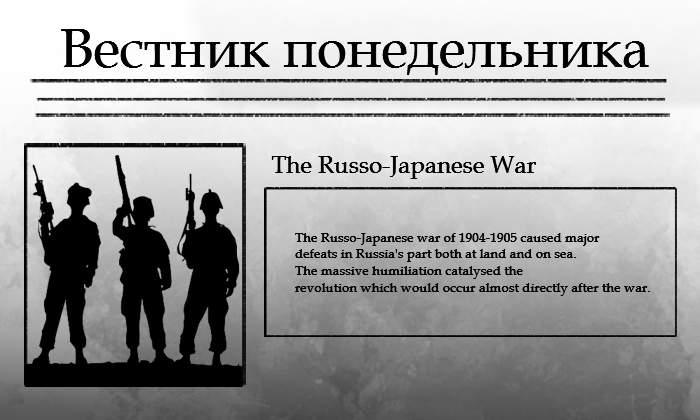 Вестник понедельника
The Russo-Japanese War
The Russo-Japanese war of 1904-1905 caused major
defeats in Russia's part both at land and on sea.
The massive humiliation catalysed the
revolution which would occur almost directly after the war.